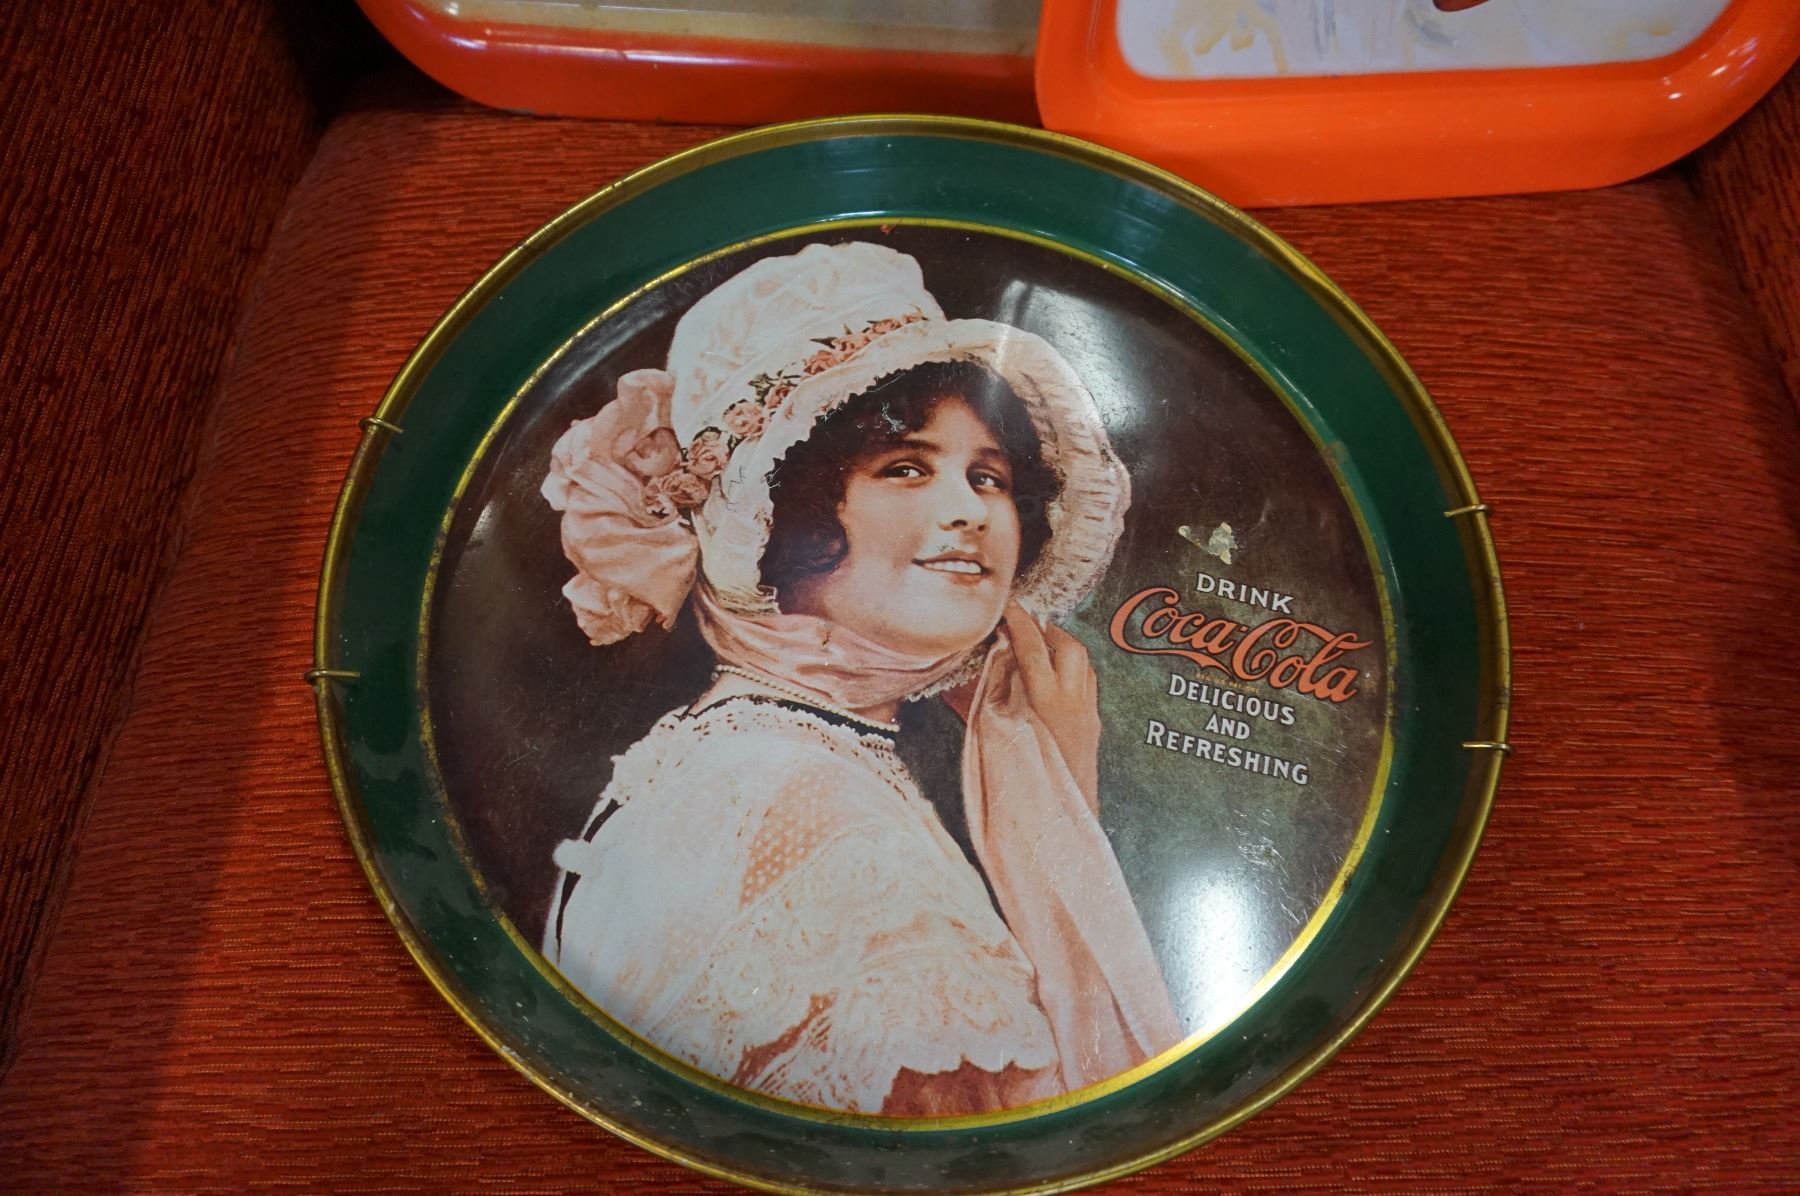 DRINK
Coca-Cola
DELICIOUS
AND
REFRESHING